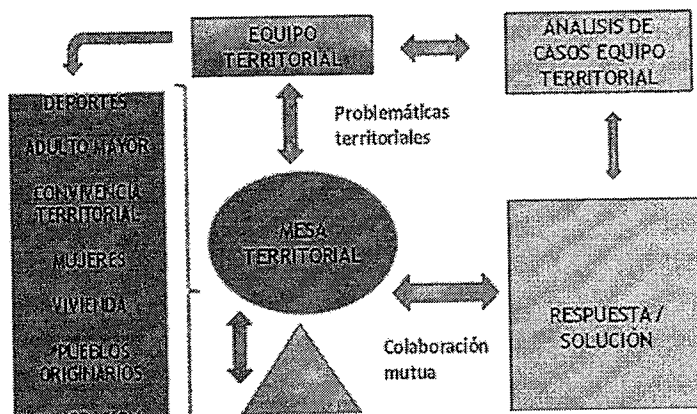 EQUIPO
TERRITORIAL
ANÁLISIS DE
CASOS EQUIPO
TERRITORIAL
DEPORTES
ADULTO MAYOR
CONVIVENCIA
TERRITORIAL
MUJERES
VIVIENDA
*PUEBLOS
ORIGINARIOS
Problemáticas
territoriales
MESA
TERRITORIAL
Colaboración
mutua
RESPUESTA /
SOLUCIÓN